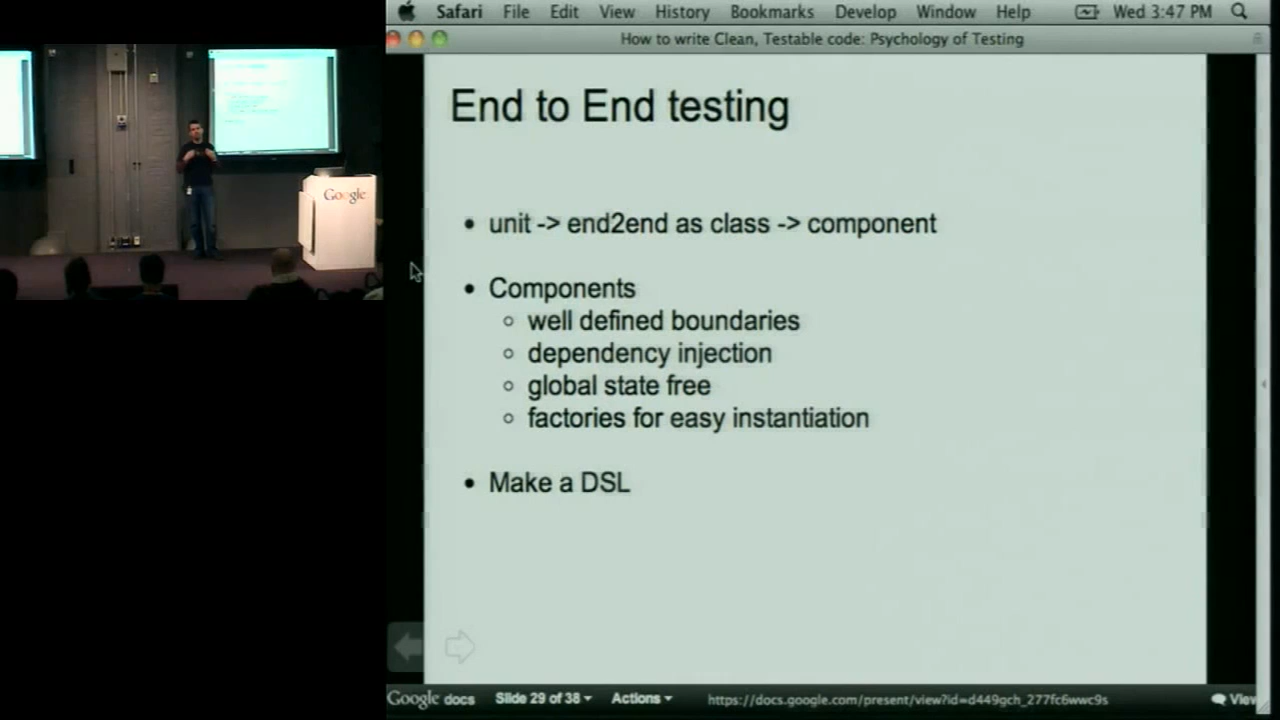 Safari File Edit View History Bookmarks Develop Window Help Wed 3:47 PM
How to write Clean, Testable code: Psychology of Testing
End to End testing
• unit -> end2end as class -> component
• Components
○ well defined boundaries
○ dependency injection
○ global state free
○ factories for easy instantiation
• Make a DSL
Google
Google docs Slide 29 of 38 Actions https://docs.google.com/present/view?id=d449gch_277fc6wwc9s View